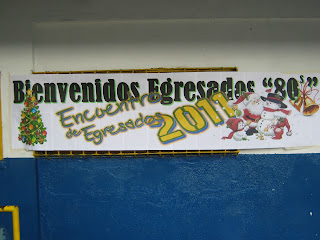 Bienvenidos Egresados "80's"
Encuentro
de Egresados
2011